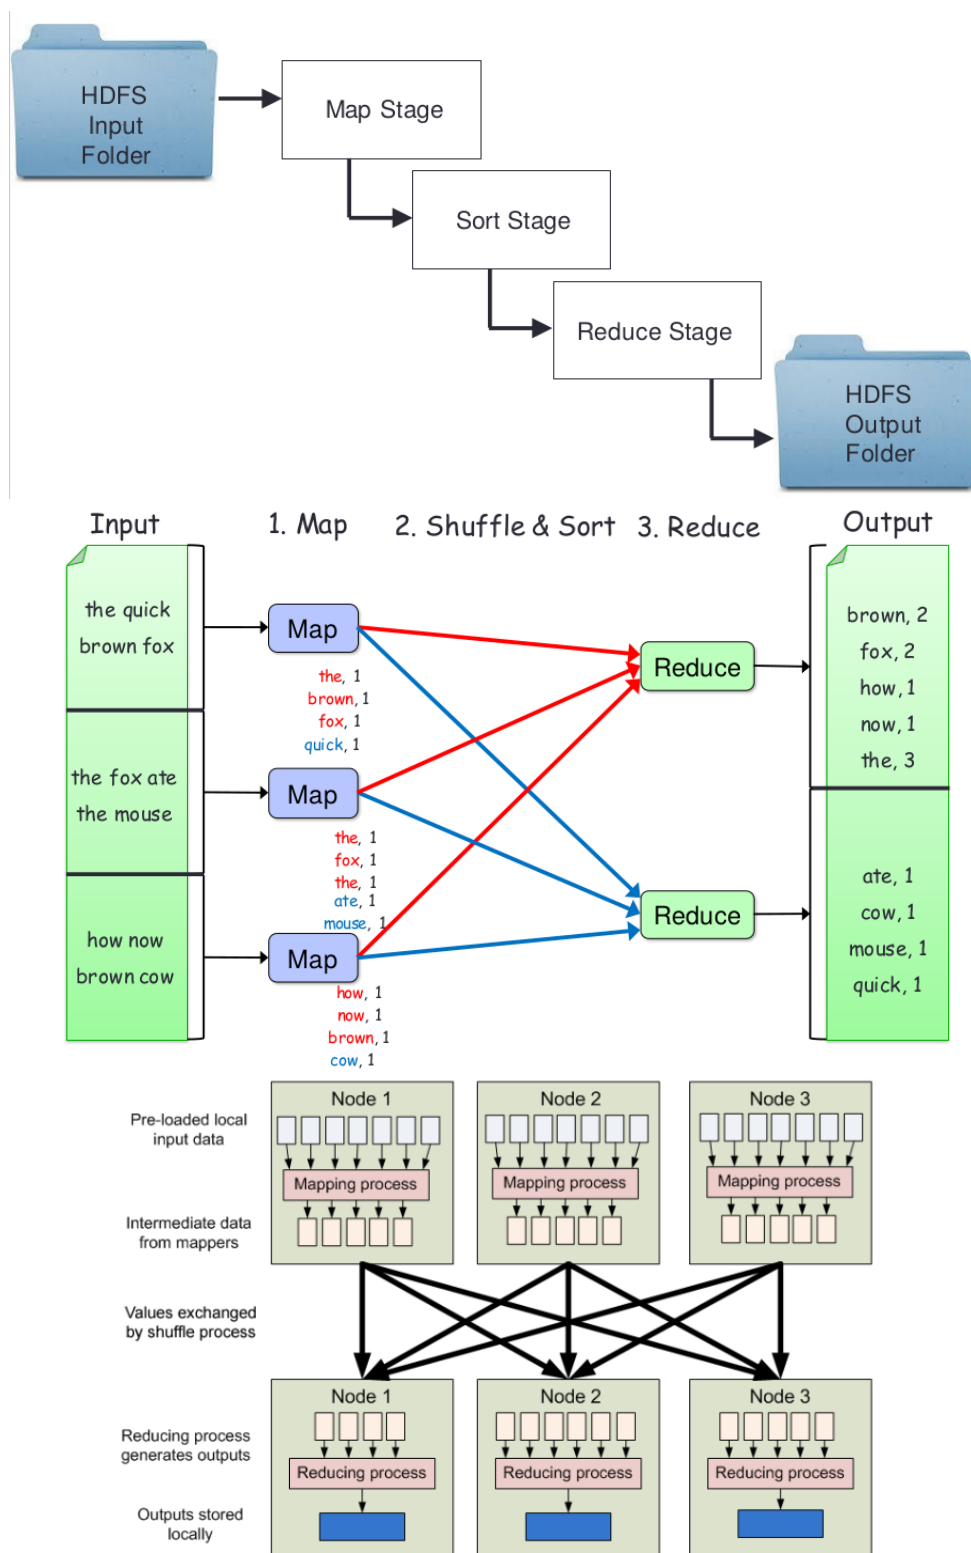 HDFS
Input
Folder
Map Stage
Sort Stage
Reduce Stage
HDFS
Output
Folder
Input
1. Map
2. Shuffle & Sort
3. Reduce
Output
the quick
brown fox
Map
the, 1
brown, 1
fox, 1
quick, 1
Reduce
brown, 2
fox, 2
how, 1
now, 1
the, 3
the fox ate
the mouse
Map
the, 1
fox, 1
the, 1
ate, 1
mouse, 1
how now
brown cow
Map
how, 1
now, 1
brown, 1
cow, 1
Reduce
ate, 1
cow, 1
mouse, 1
quick, 1
Node 1
Node 2
Node 3
Pre-loaded local
input data
Mapping process
Mapping process
Mapping process
Intermediate data
from mappers
Values exchanged
by shuffle process
Node 1
Node 2
Node 3
Reducing process
generates outputs
Reducing process
Reducing process
Reducing process
Outputs stored
locally